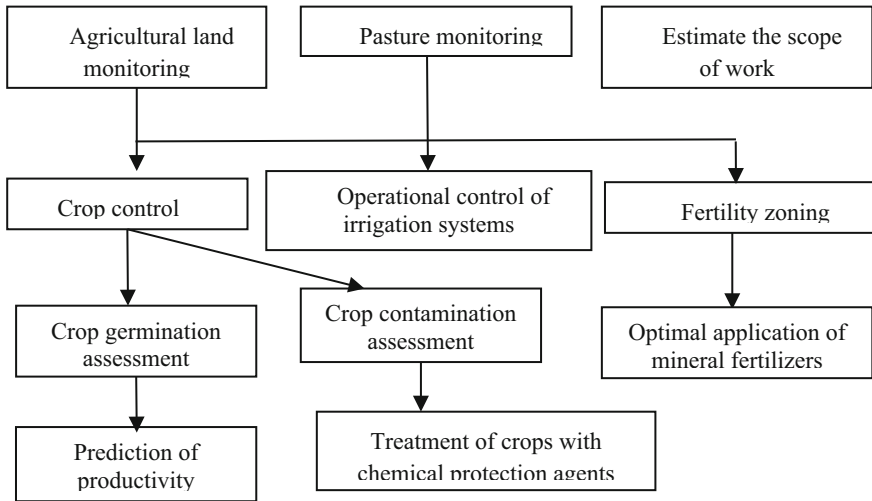 Agricultural land
monitoring
Pasture monitoring
Estimate the scope
of work
Crop control
Operational control of
irrigation systems
Fertility zoning
Crop germination
assessment
Crop contamination
assessment
Optimal application of
mineral fertilizers
Prediction of
productivity
Treatment of crops with
chemical protection agents